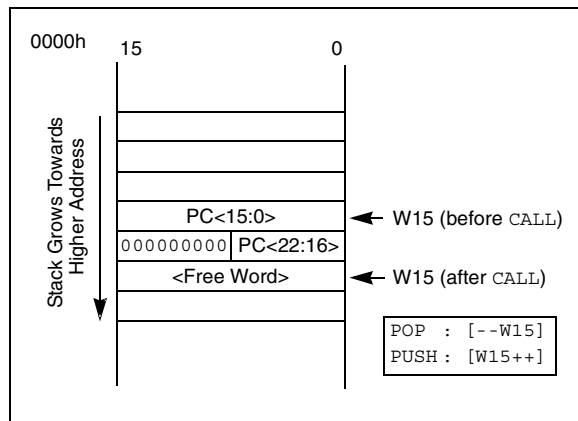 0000h
15 0
Stack Grows Towards
Higher Address
PC<15:0>
W15 (before CALL)
000000000 PC<22:16>
<Free Word>
W15 (after CALL)
POP : [--W15]
PUSH : [W15++]